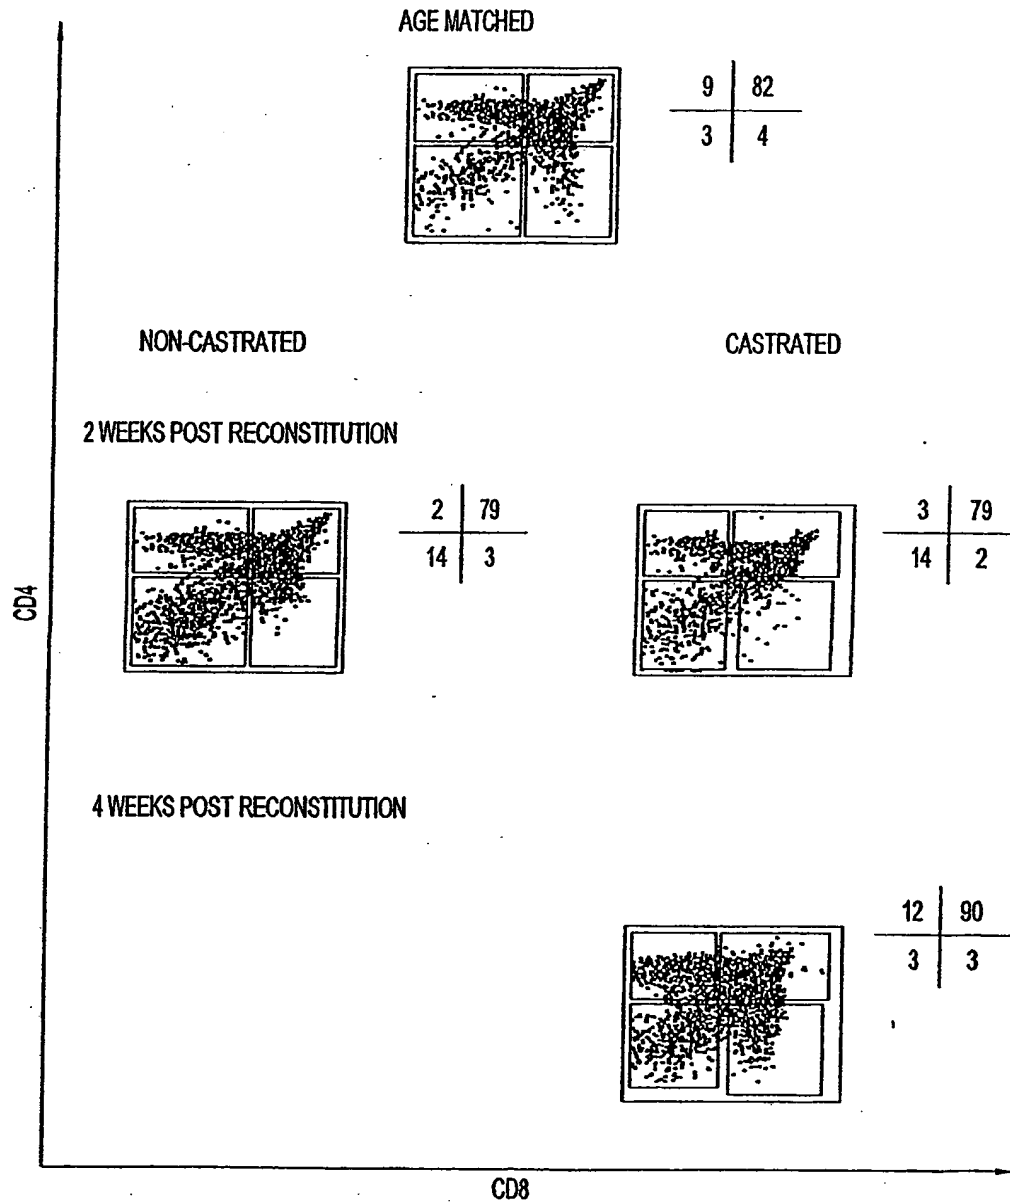 AGE MATCHED
9 82
3 4
NON-CASTRATED
CASTRATED
2 WEEKS POST RECONSTITUTION
2 79
14 3
3 79
14 2
CD4
4 WEEKS POST RECONSTITUTION
12 90
3 3
CD8